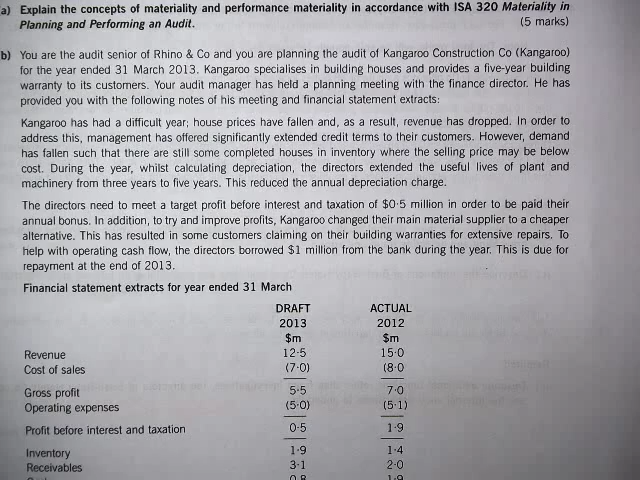 a) Explain the concepts of materiality and performance materiality in accordance with ISA 320 Materiality in
Planning and Performing an Audit. (5 marks)
b) You are the audit senior of Rhino & Co and you are planning the audit of Kangaroo Construction Co (Kangaroo)
for the year ended 31 March 2013. Kangaroo specialises in building houses and provides a five-year building
warranty to its customers. Your audit manager has held a planning meeting with the finance director. He has
provided you with the following notes of his meeting and financial statement extracts:
Kangaroo has had a difficult year; house prices have fallen and, as a result, revenue has dropped. In order to
address this, management has offered significantly extended credit terms to their customers. However, demand
has fallen such that there are still some completed houses in inventory where the selling price may be below
cost. During the year, whilst calculating depreciation, the directors extended the useful lives of plant and
machinery from three years to five years. This reduced the annual depreciation charge.
The directors need to meet a target profit before interest and taxation of $0·5 million in order to be paid their
annual bonus. In addition, to try and improve profits, Kangaroo changed their main material supplier to a cheaper
alternative. This has resulted in some customers claiming on their building warranties for extensive repairs. To
help with operating cash flow, the directors borrowed $1 million from the bank during the year. This is due for
repayment at the end of 2013.
Financial statement extracts for year ended 31 March
DRAFT ACTUAL
2013 2012
$m $m
Revenue 12·5 15·0
Cost of sales (7·0) (8·0
Gross profit 5·5 7·0
Operating expenses (5·0) (5·1)
Profit before interest and taxation 0·5 1·9
Inventory 1·9 1·4
Receivables 3·1 2·0
0·8 1·9